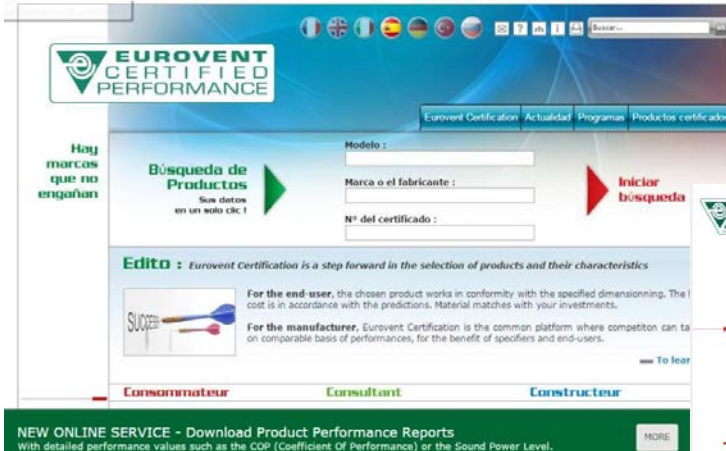 EUROVENT
CERTIFIED
PERFORMANCE
Buscar...
Eurovent Certification Actualidad Programas Productos certificados
Hay
marcas
que no
engañan
Búsqueda de
Productos
Sus datos
en un solo clic !
Modelo :
Marca o el fabricante :
Nº del certificado :
Iniciar
búsqueda
Edito : Eurovent Certification is a step forward in the selection of products and their characteristics
SUCCESS
For the end-user, the chosen product works in conformity with the specified dimensionning. The
cost is in accordance with the predictions. Material matches with your investments.
For the manufacturer, Eurovent Certification is the common platform where competiton can ta
on comparable basis of performances, for the benefit of specifiers and end-users.
To lear
Consommateur Consultant Constructeur
NEW ONLINE SERVICE - Download Product Performance Reports
With detailed performance values such as the COP (Coefficient Of Performance) or the Sound Power Level.
MORE